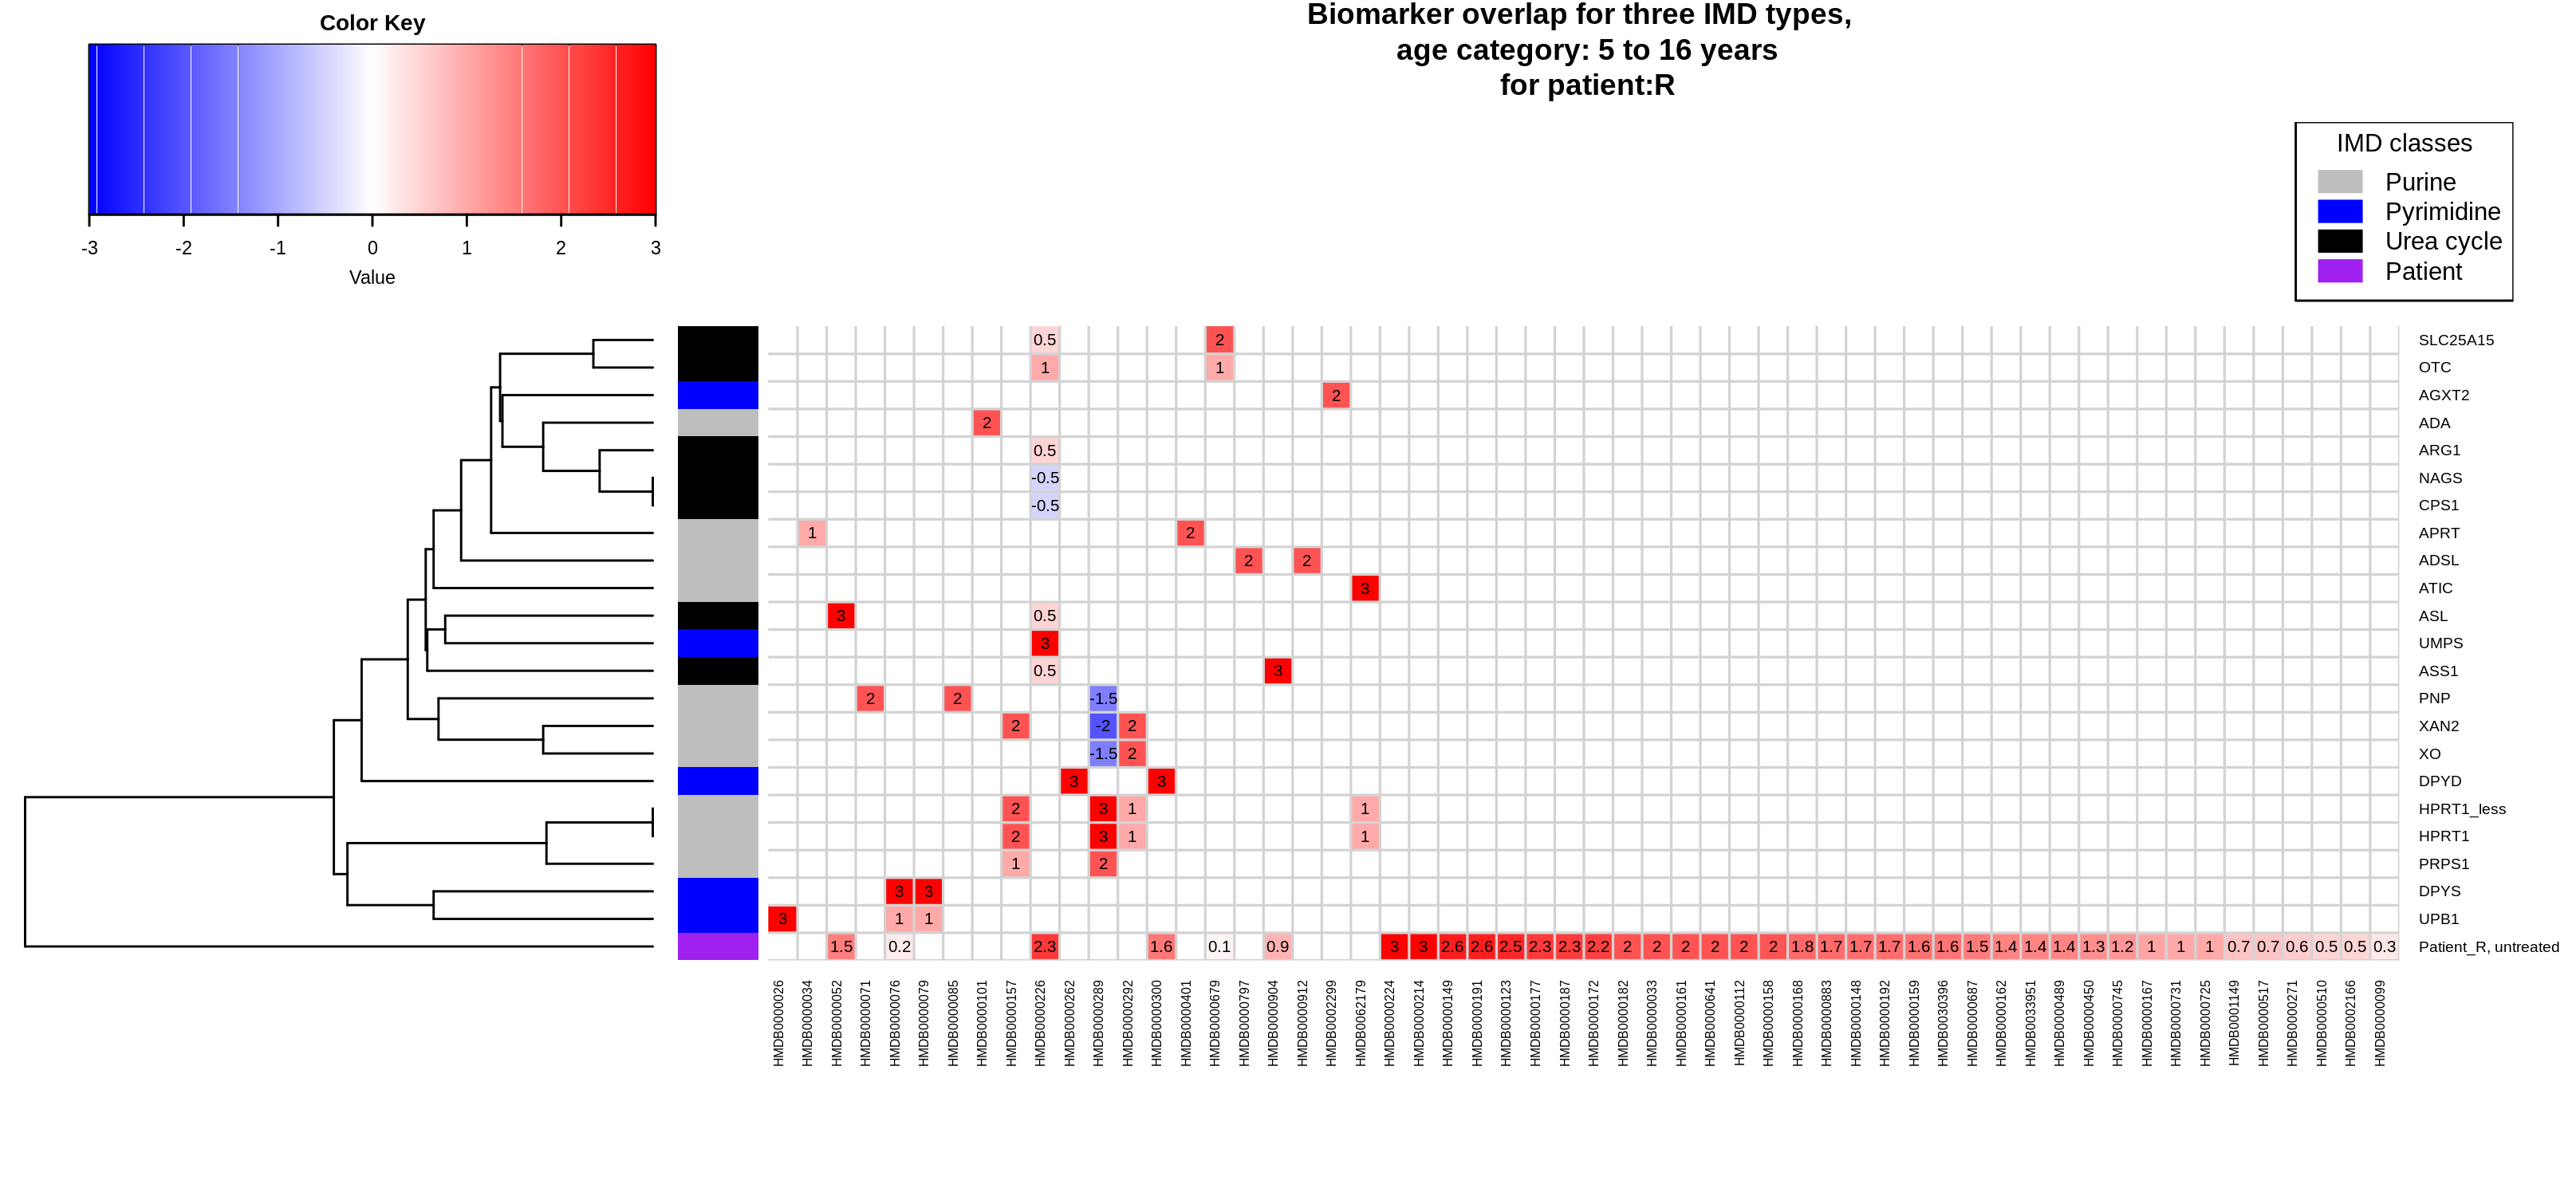 Color Key
-3 -2 -1 0 1 2 3
Value
Biomarker overlap for three IMD types,
age category: 5 to 16 years
for patient:R
IMD classes
Purine
Pyrimidine
Urea cycle
Patient
0.5 2 SLC25A15
1 1 OTC
2 AGXT2
2 ADA
0.5 ARG1
-0.5 NAGS
-0.5 CPS1
1 2 APRT
2 2 ADSL
3 ATIC
3 0.5 ASL
3 UMPS
0.5 3 ASS1
2 2 -1.5 PNP
2 -2 2 XAN2
-1.5 2 XO
3 3 DPYD
2 3 1 1 HPRT1_less
2 3 1 1 HPRT1
1 2 PRPS1
3 3 DPYS
3 1 1 UPB1
1.5 0.2 2.3 1.6 0.1 0.9 3 3 2.6 2.6 2.5 2.3 2.3 2.2 2 2 2 2 2 2 1.8 1.7 1.7 1.7 1.6 1.6 1.5 1.4 1.4 1.4 1.3 1.2 1 1 1 0.7 0.7 0.6 0.5 0.5 0.3 Patient_R, untreated
HMDB0000026
HMDB0000034
HMDB0000052
HMDB0000071
HMDB0000076
HMDB0000079
HMDB0000085
HMDB0000101
HMDB0000157
HMDB0000226
HMDB0000262
HMDB0000289
HMDB0000292
HMDB0000300
HMDB0000401
HMDB0000679
HMDB0000797
HMDB0000904
HMDB0000912
HMDB0002299
HMDB0062179
HMDB0000224
HMDB0000214
HMDB0000149
HMDB0000191
HMDB0000123
HMDB0000177
HMDB0000187
HMDB0000172
HMDB0000182
HMDB0000033
HMDB0000161
HMDB0000641
HMDB0000112
HMDB0000158
HMDB0000168
HMDB0000883
HMDB0000148
HMDB0000192
HMDB0000159
HMDB0030396
HMDB0000687
HMDB0000162
HMDB0033951
HMDB0000489
HMDB0000450
HMDB0000745
HMDB0000167
HMDB0000731
HMDB0000725
HMDB0001149
HMDB0000517
HMDB0000271
HMDB0000510
HMDB0002166
HMDB0000099